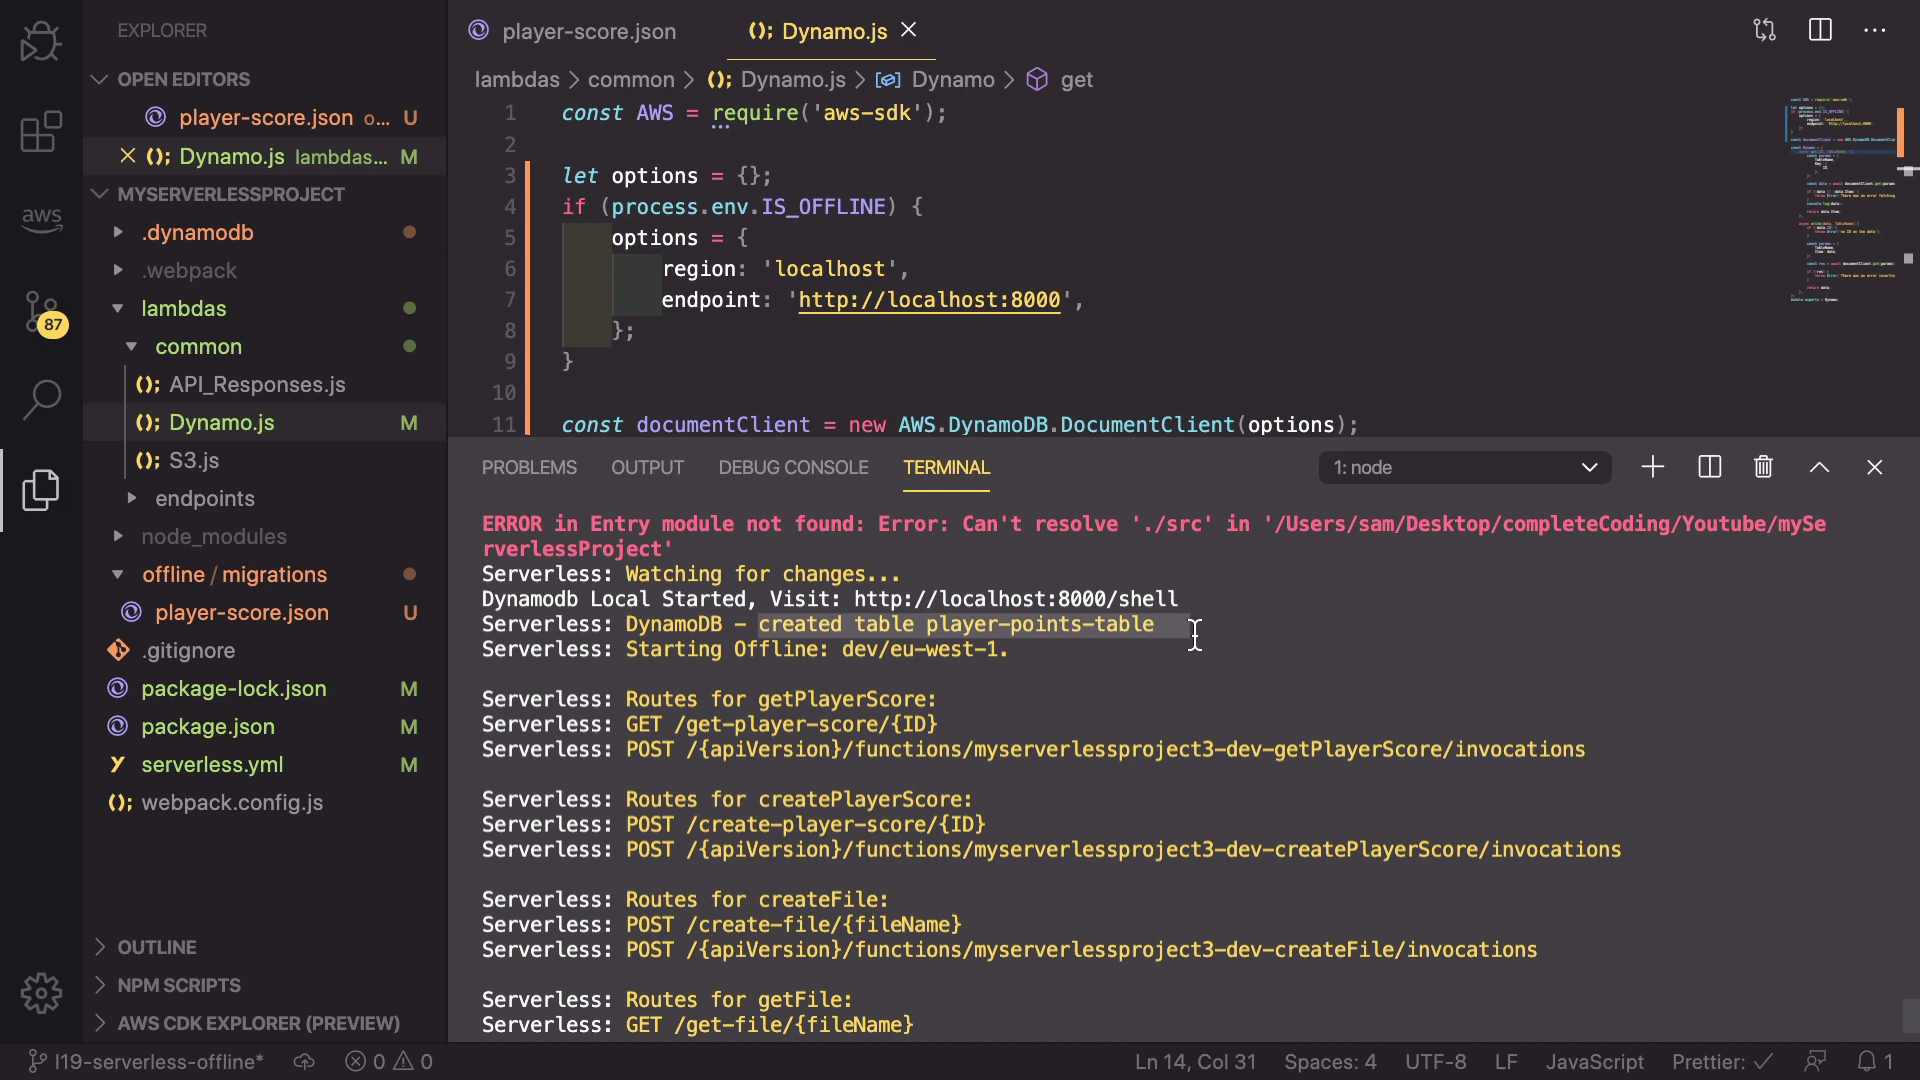 EXPLORER
OPEN EDITORS
player-score.json o... U
Dynamo.js lambdas... M
MYSERVERLESSPROJECT
.dynamodb
.webpack
lambdas
common
API_Responses.js
Dynamo.js M
S3.js
endpoints
node_modules
offline / migrations
player-score.json U
.gitignore
package-lock.json M
package.json M
serverless.yml M
webpack.config.js
OUTLINE
NPM SCRIPTS
AWS CDK EXPLORER (PREVIEW)
aws
87
player-score.json
Dynamo.js
lambdas > common > Dynamo.js > Dynamo > get
1 const AWS = require('aws-sdk');
2
3 let options = {};
4 if (process.env.IS_OFFLINE) {
5 options = {
6 region: 'localhost',
7 endpoint: 'http://localhost:8000',
8 };
9 }
10
11 const documentClient = new AWS.DynamoDB.DocumentClient(options);
PROBLEMS OUTPUT DEBUG CONSOLE TERMINAL 1: node
ERROR in Entry module not found: Error: Can't resolve './src' in '/Users/sam/Desktop/completeCoding/Youtube/mySe
rverlessProject'
Serverless: Watching for changes...
Dynamodb Local Started, Visit: http://localhost:8000/shell
Serverless: DynamoDB - created table player-points-table
Serverless: Starting Offline: dev/eu-west-1.
Serverless: Routes for getPlayerScore:
Serverless: GET /get-player-score/{ID}
Serverless: POST /{apiVersion}/functions/myserverlessproject3-dev-getPlayerScore/invocations
Serverless: Routes for createPlayerScore:
Serverless: POST /create-player-score/{ID}
Serverless: POST /{apiVersion}/functions/myserverlessproject3-dev-createPlayerScore/invocations
Serverless: Routes for createFile:
Serverless: POST /create-file/{fileName}
Serverless: POST /{apiVersion}/functions/myserverlessproject3-dev-createFile/invocations
Serverless: Routes for getFile:
Serverless: GET /get-file/{fileName}
l19-serverless-offline* 0 0 Ln 14, Col 31 Spaces: 4 UTF-8 LF JavaScript Prettier: ✓ 1